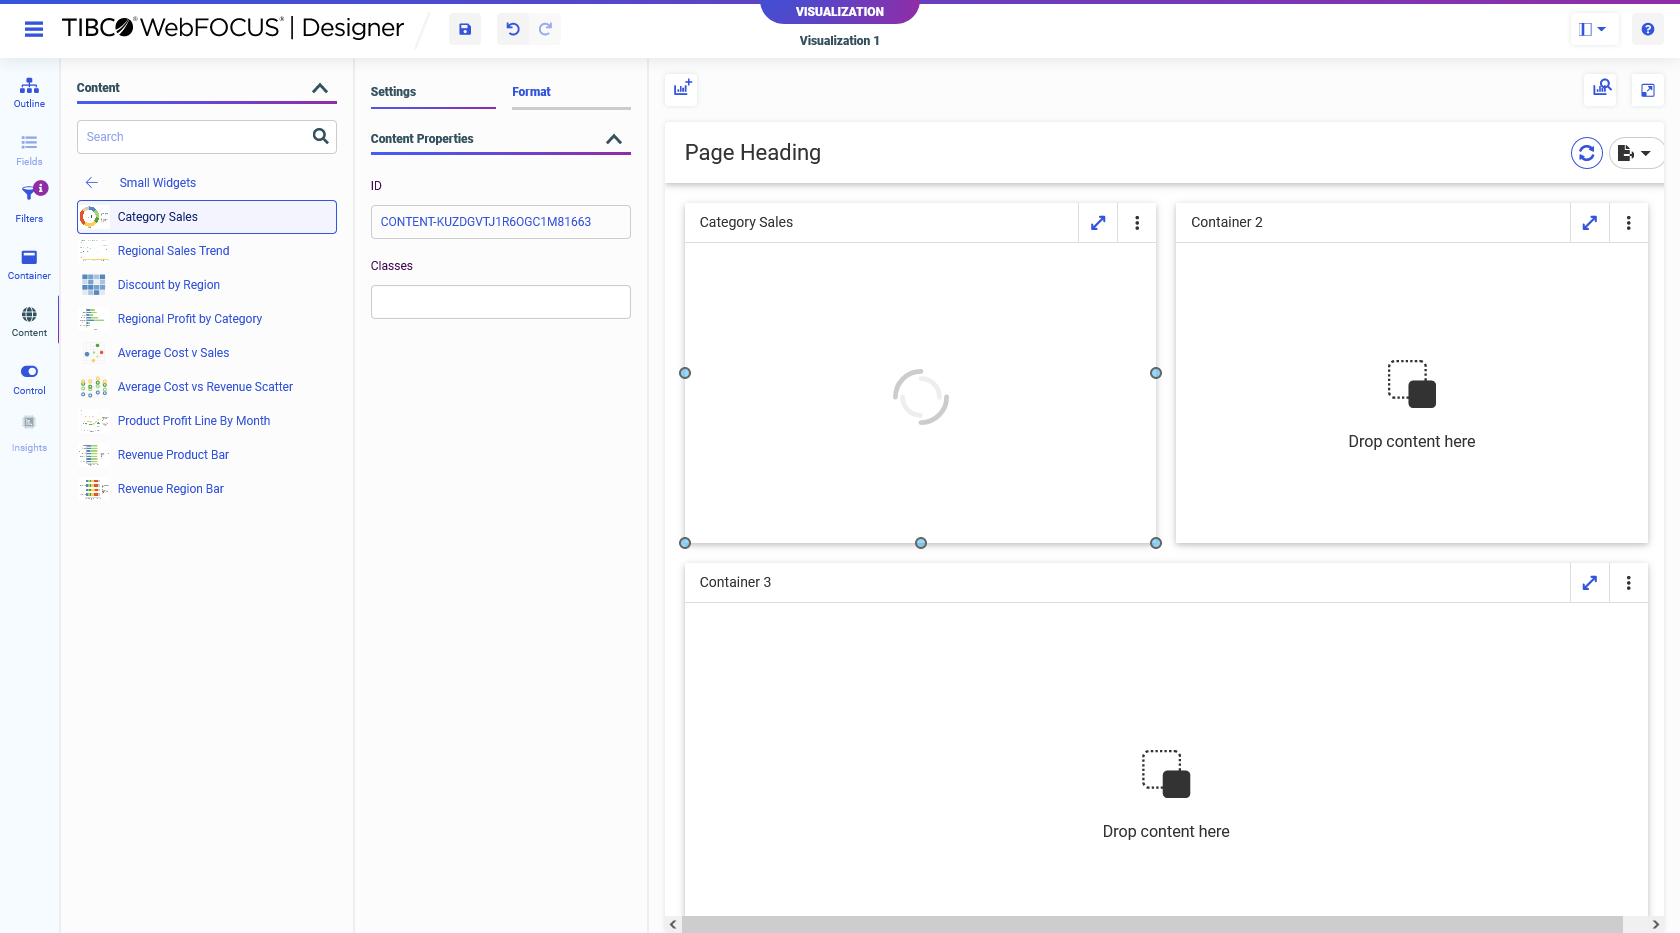 VISUALIZATION
TIBCO WebFOCUS® | Designer
Visualization 1
Outline
Fields
Filters
Container
Content
Control
Insights
Content
Search
Small Widgets
Category Sales
Regional Sales Trend
Discount by Region
Regional Profit by Category
Average Cost v Sales
Average Cost vs Revenue Scatter
Product Profit Line By Month
Revenue Product Bar
Revenue Region Bar
Settings
Format
Content Properties
ID
CONTENT-KUZDGVTJ1R6OGC1M81663
Classes
Page Heading
Category Sales
Container 2
Drop content here
Container 3
Drop content here